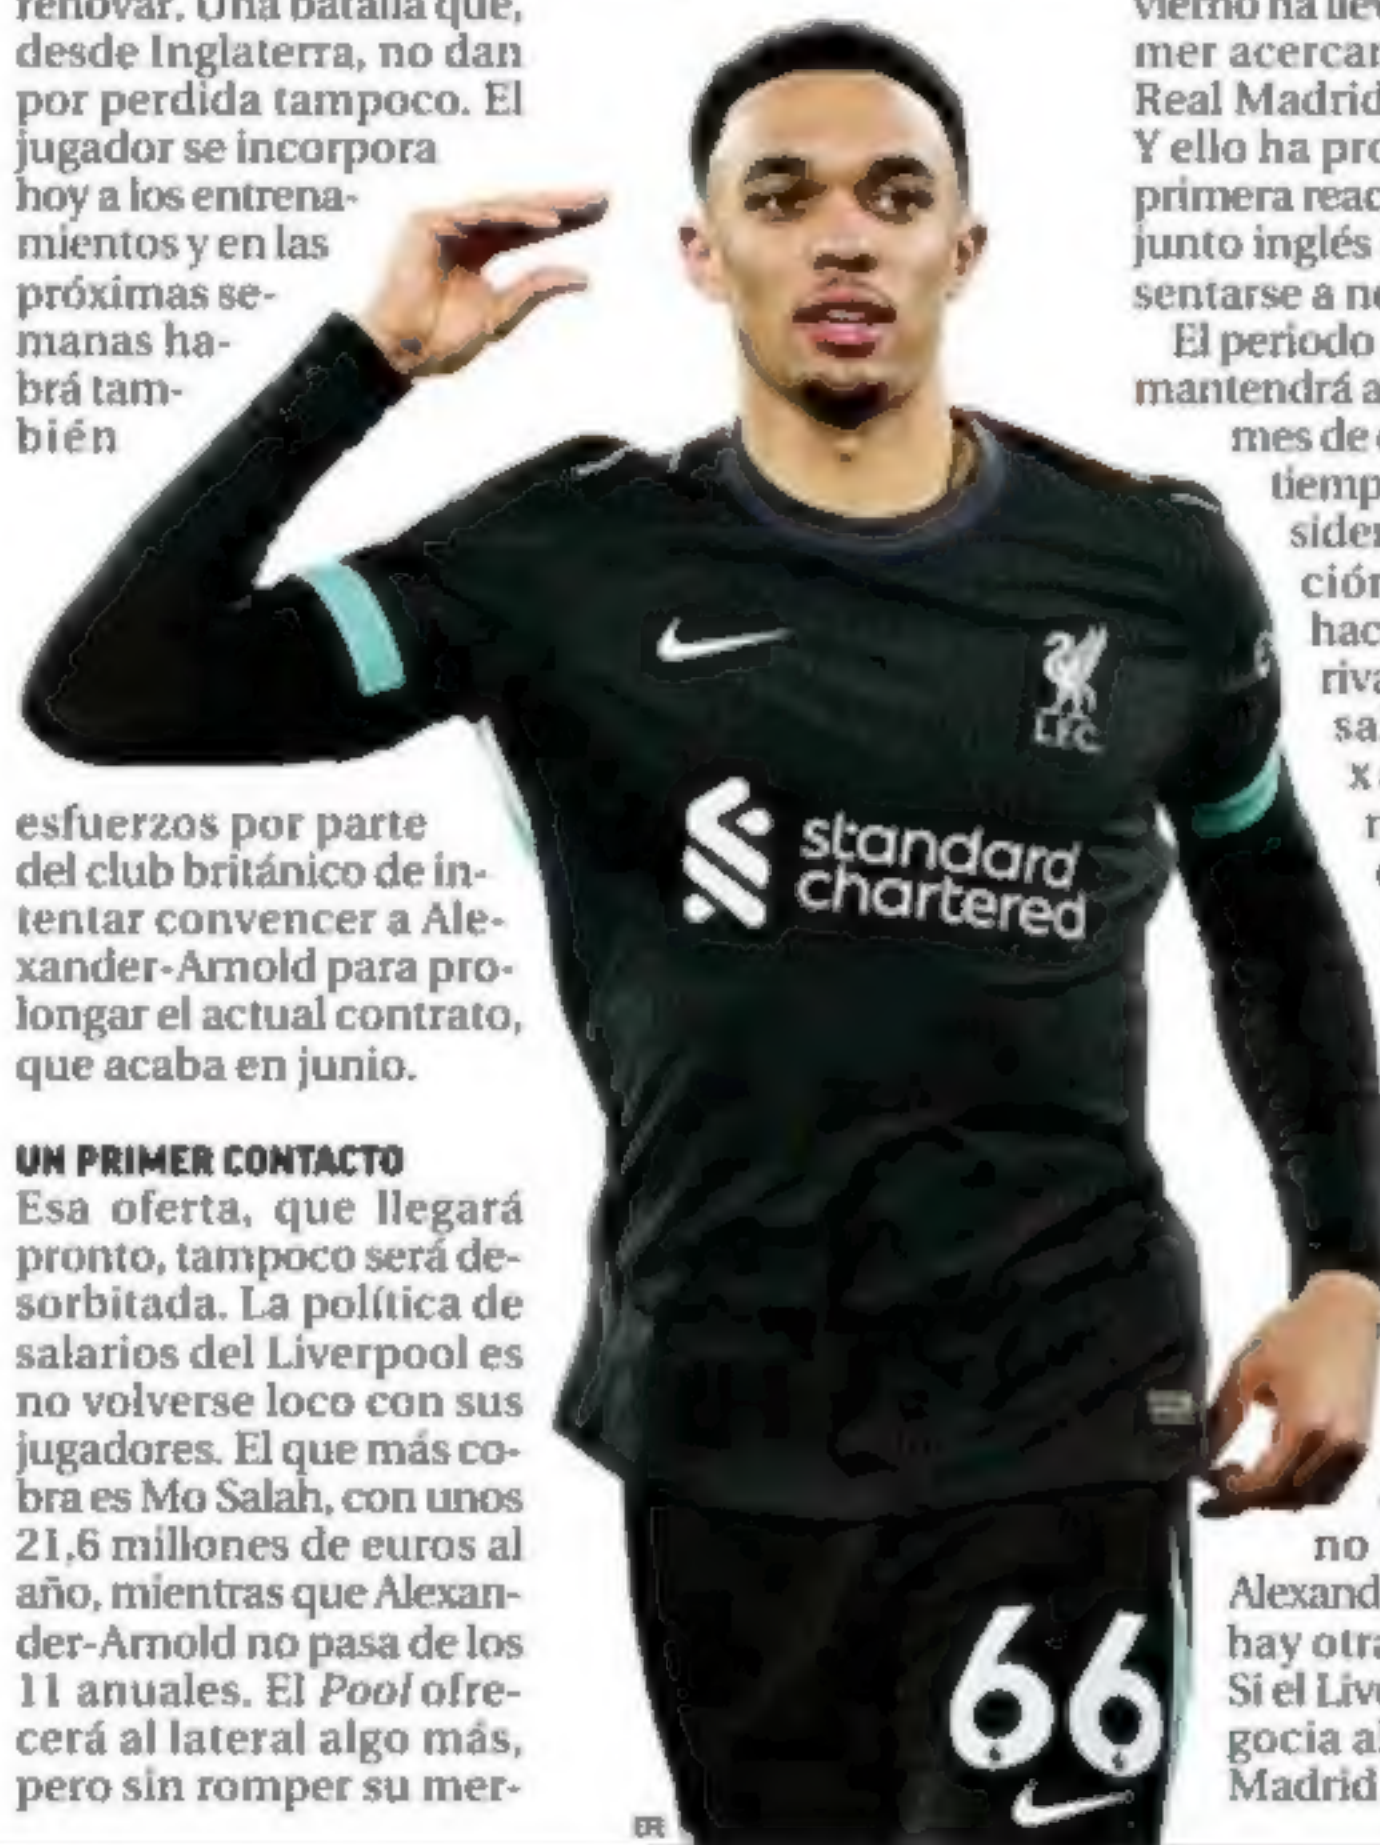 renovar. Una batalla que,
desde Inglaterra, no dan
por perdida tampoco. El
jugador se incorpora
hoy a los entrena-
mientos y en las
próximas se-
manas ha-
brá tam-
bién
esfuerzos por parte
del club británico de in-
tentar convencer a Ale-
xander-Arnold para pro-
longar el actual contrato,
que acaba en junio.
UN PRIMER CONTACTO
Esa oferta, que llegará
pronto, tampoco será de-
sorbitada. La política de
salarios del Liverpool es
no volverse loco con sus
jugadores. El que más co-
bra es Mo Salah, con unos
21,6 millones de euros al
año, mientras que Alexan-
der-Arnold no pasa de los
11 anuales. El Pool ofre-
cerá al lateral algo más,
pero sin romper su mer-
LFC
standard
chartered
66
EFE
vierno ha llev
mer acercar
Real Madrid
Y ello ha pro
primera reac
junto inglés
sentarse a ne
El periodo
mantendrá a
mes de
tiemp
sider
ción
hac
riva
sa
x
no
Alexand
hay otra
Si el Live
gocia al
Madrid